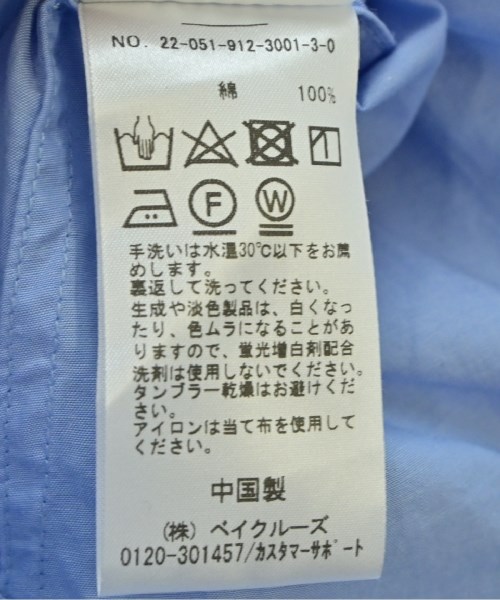 NO. 22-051-912-3001-3-0
綿 100%
F W
手洗いは水温30℃以下をお薦
めします。
裏返して洗ってください。
生成や淡色製品は、白くなっ
たり、色ムラになることがあ
りますので、蛍光増白剤配合
洗剤は使用しないでください。
タンブラー乾燥はお避けくだ
さい。
アイロンは当て布を使用して
ください。
中国製
(株) ベイクルーズ
0120-301457/カスタマーサポート